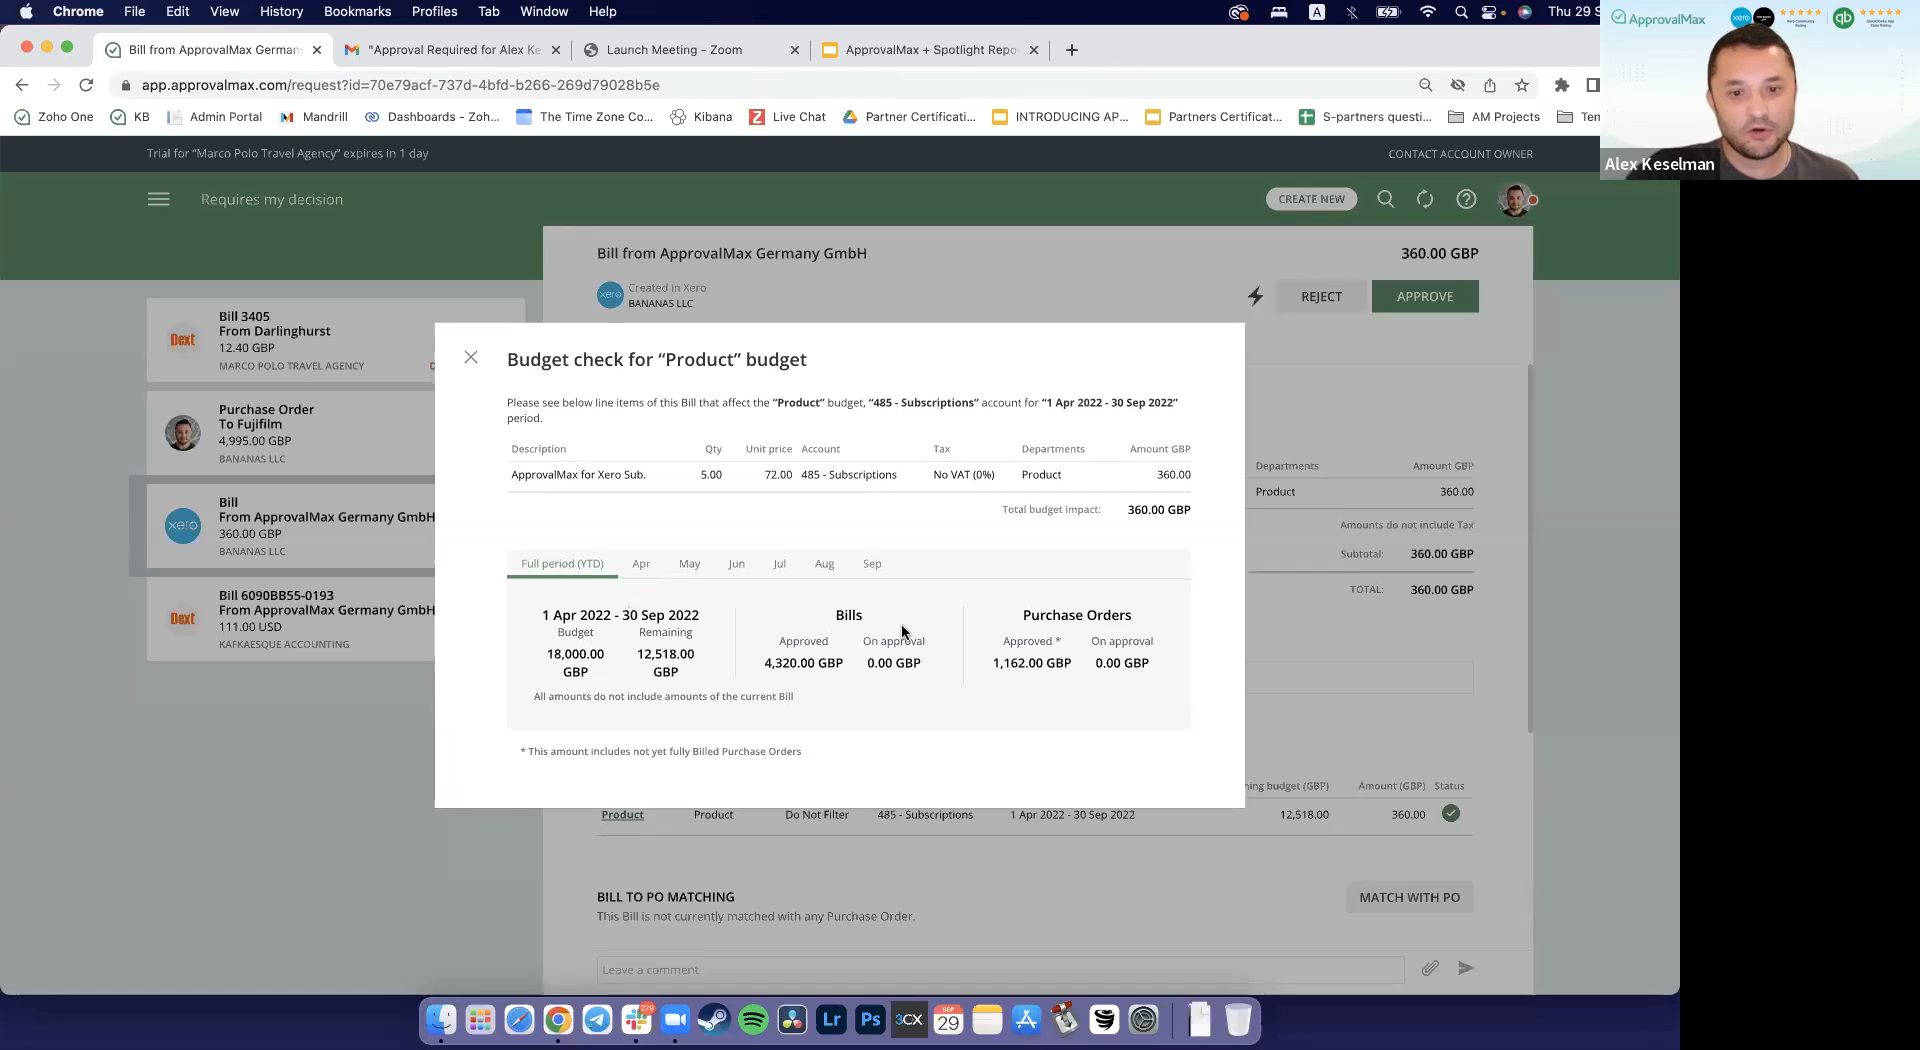 Chrome File Edit View History Bookmarks Profiles Tab Window Help
A
Thu 29 S
Bill from ApprovalMax German
"Approval Required for Alex Ke
Launch Meeting - Zoom
ApprovalMax + Spotlight Repo
app.approvalmax.com/request?id=70e79acf-737d-4bfd-b266-269d79028b5e
Zoho One
KB
Admin Portal
Mandrill
Dashboards - Zoh...
The Time Zone Co...
Kibana
Live Chat
Partner Certificati...
INTRODUCING AP...
Partners Certificat...
S-partners questi...
AM Projects
Tem
ApprovalMax
xero
qb
Alex Keselman
Trial for "Marco Polo Travel Agency" expires in 1 day
CONTACT ACCOUNT OWNER
Requires my decision
CREATE NEW
Dext
Bill 3405
From Darlinghurst
12.40 GBP
MARCO POLO TRAVEL AGENCY
Purchase Order
To Fujifilm
4,995.00 GBP
BANANAS LLC
xero
Bill
From ApprovalMax Germany GmbH
360.00 GBP
BANANAS LLC
Dext
Bill 6090BB55-0193
From ApprovalMax Germany GmbH
111.00 USD
KAFKAESQUE ACCOUNTING
Bill from ApprovalMax Germany GmbH
360.00 GBP
xero
Created in Xero
BANANAS LLC
REJECT
APPROVE
Budget check for “Product” budget
Please see below line items of this Bill that affect the “Product” budget, “485 - Subscriptions” account for “1 Apr 2022 - 30 Sep 2022”
period.
Description Qty Unit price Account Tax Departments Amount GBP
ApprovalMax for Xero Sub. 5.00 72.00 485 - Subscriptions No VAT (0%) Product 360.00
Total budget impact: 360.00 GBP
Full period (YTD) Apr May Jun Jul Aug Sep
1 Apr 2022 - 30 Sep 2022
Budget Remaining
18,000.00 GBP
12,518.00 GBP
Bills
Approved On approval
4,320.00 GBP 0.00 GBP
Purchase Orders
Approved * On approval
1,162.00 GBP 0.00 GBP
All amounts do not include amounts of the current Bill
* This amount includes not yet fully Billed Purchase Orders
Departments Amount GBP
Product 360.00
Amounts do not include Tax
Subtotal: 360.00 GBP
TOTAL: 360.00 GBP
ing budget (GBP) Amount (GBP) Status
Product Product Do Not Filter 485 - Subscriptions 1 Apr 2022 - 30 Sep 2022 12,518.00 360.00
BILL TO PO MATCHING
This Bill is not currently matched with any Purchase Order.
MATCH WITH PO
Leave a comment
279
Lr
Ps
3CX
SEP
29